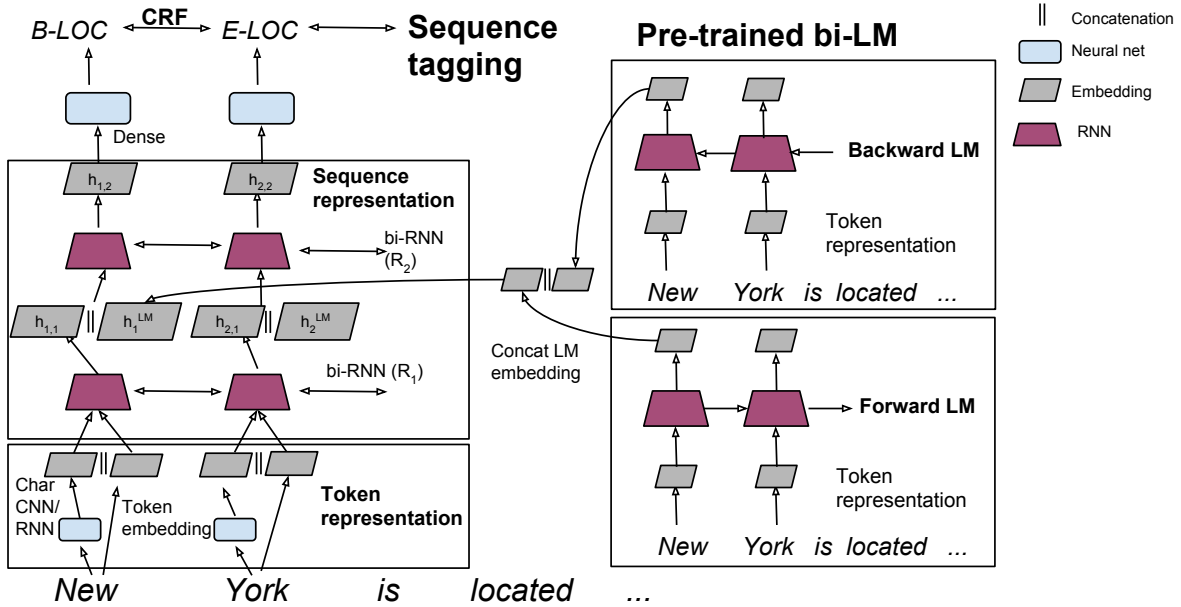 B-LOC
CRF
E-LOC
Sequence
tagging
Dense
h1,2
h2,2
Sequence
representation
bi-RNN
(R2)
h1,1
||
h1LM
h2,1
||
h2LM
bi-RNN (R1)
||
||
Char
CNN/
RNN
Token
embedding
Token
representation
New York is located ...
Concat LM
embedding
||
Pre-trained bi-LM
Backward LM
Token
representation
New York is located ...
Forward LM
Token
representation
New York is located ...
|| Concatenation
Neural net
Embedding
RNN